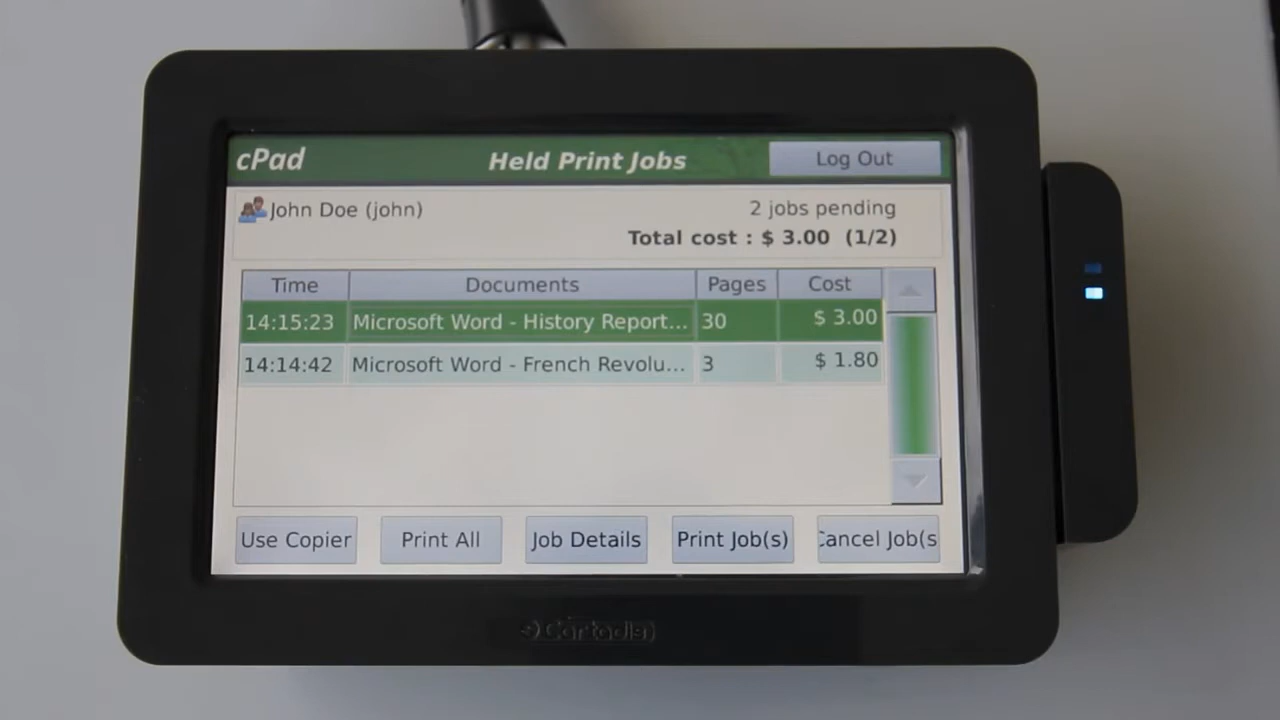 cPad Held Print Jobs Log Out
John Doe (john) 2 jobs pending
Total cost : $ 3.00 (1/2)
Time Documents Pages Cost
14:15:23 Microsoft Word - History Report... 30 $ 3.00
14:14:42 Microsoft Word - French Revolu... 3 $ 1.80
Use Copier Print All Job Details Print Job(s) Cancel Job(s
Cartadis